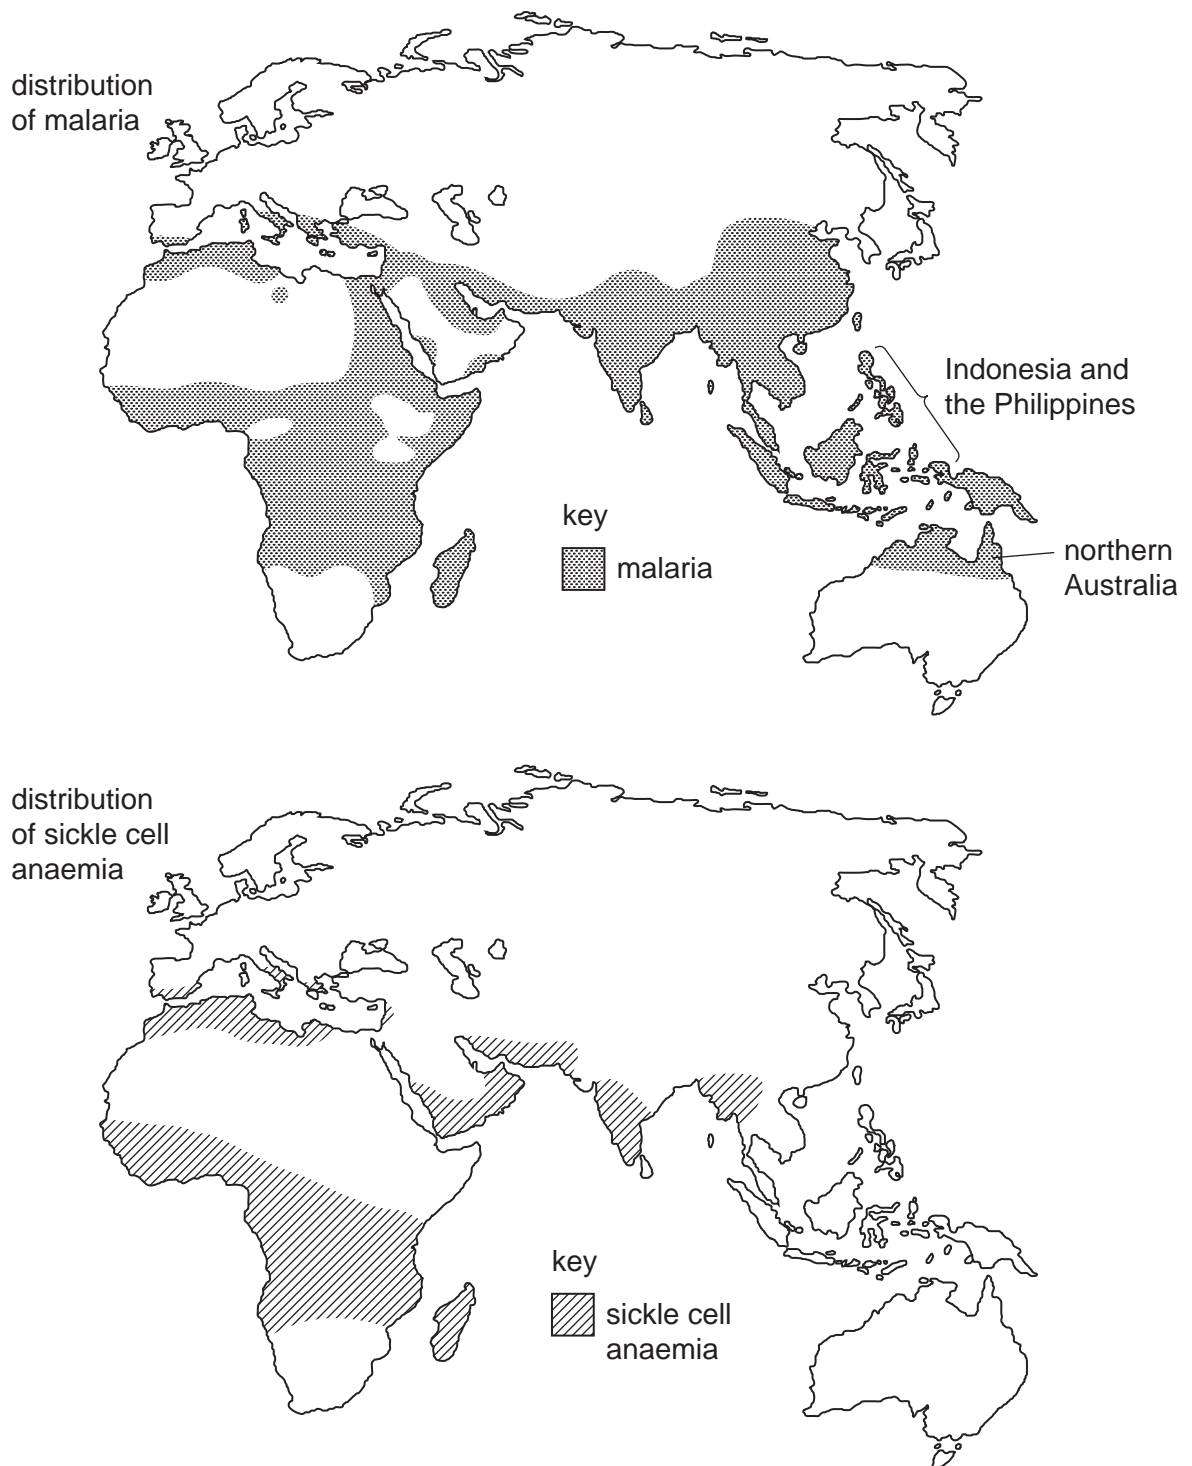 distribution
of malaria
Indonesia and
the Philippines
key
malaria
northern
Australia
distribution
of sickle cell
anaemia
key
sickle cell
anaemia